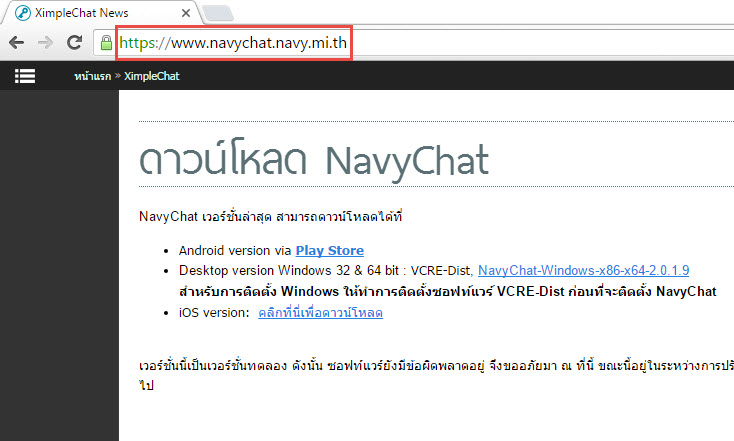 XimpleChat News
https://www.navychat.navy.mi.th
หน้าแรก » XimpleChat
ดาวน์โหลด NavyChat
NavyChat เวอร์ชั่นล่าสุด สามารถดาวน์โหลดได้ที่
• Android version via Play Store
• Desktop version Windows 32 & 64 bit : VCRE-Dist, NavyChat-Windows-x86-x64-2.0.1.9
สำหรับการติดตั้ง Windows ให้ทำการติดตั้งซอฟท์แวร์ VCRE-Dist ก่อนที่จะติดตั้ง NavyChat
• iOS version: คลิกที่นี่เพื่อดาวน์โหลด
เวอร์ชั่นนี้เป็นเวอร์ชั่นทดลอง ดังนั้น ซอฟท์แวร์ยังมีข้อผิดพลาดอยู่ จึงขออภัยมา ณ ที่นี้ ขณะนี้อยู่ในระหว่างการปรั
ไป